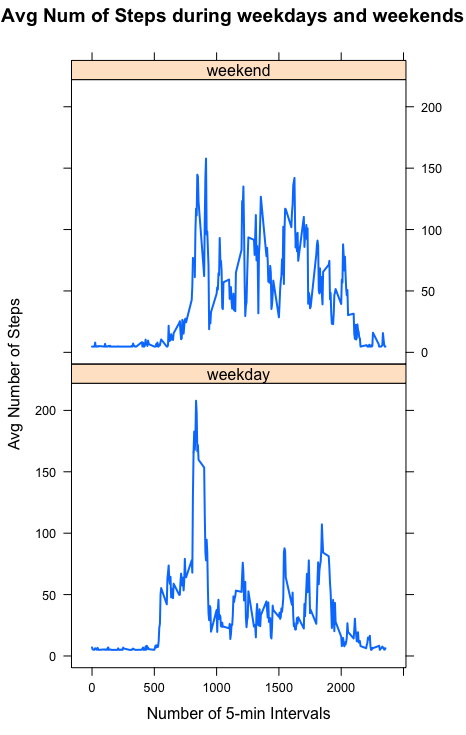 Avg Num of Steps during weekdays and weekends
weekend
200
150
100
50
0
weekday
200
150
100
50
0
Avg Number of Steps
0 500 1000 1500 2000
Number of 5-min Intervals